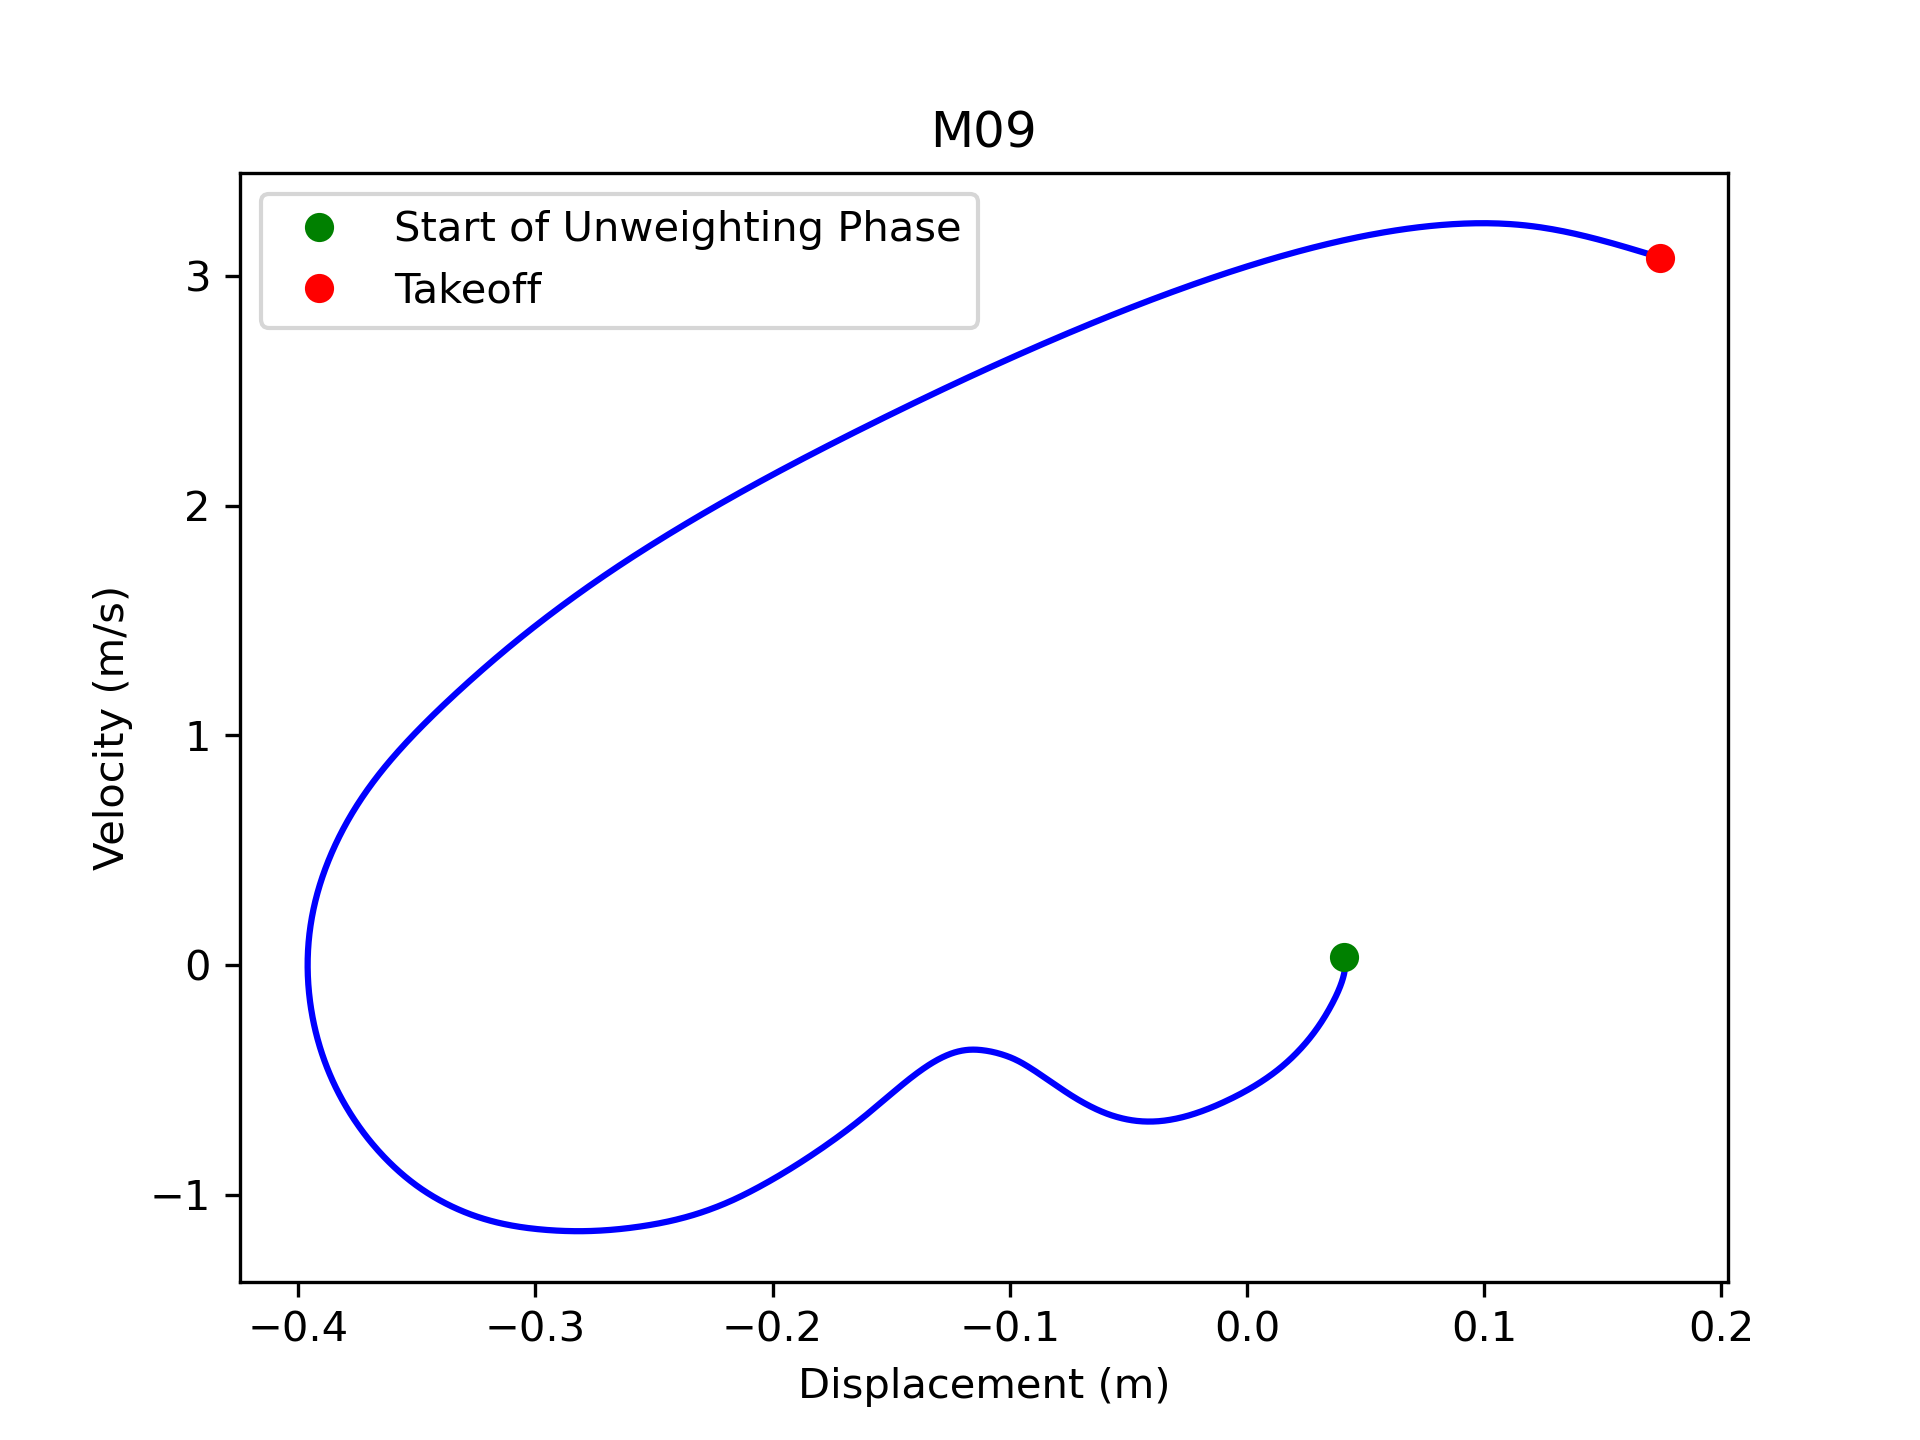 M09
Start of Unweighting Phase
Takeoff
Velocity (m/s)
3
2
1
0
−1
−0.4 −0.3 −0.2 −0.1 0.0 0.1 0.2
Displacement (m)